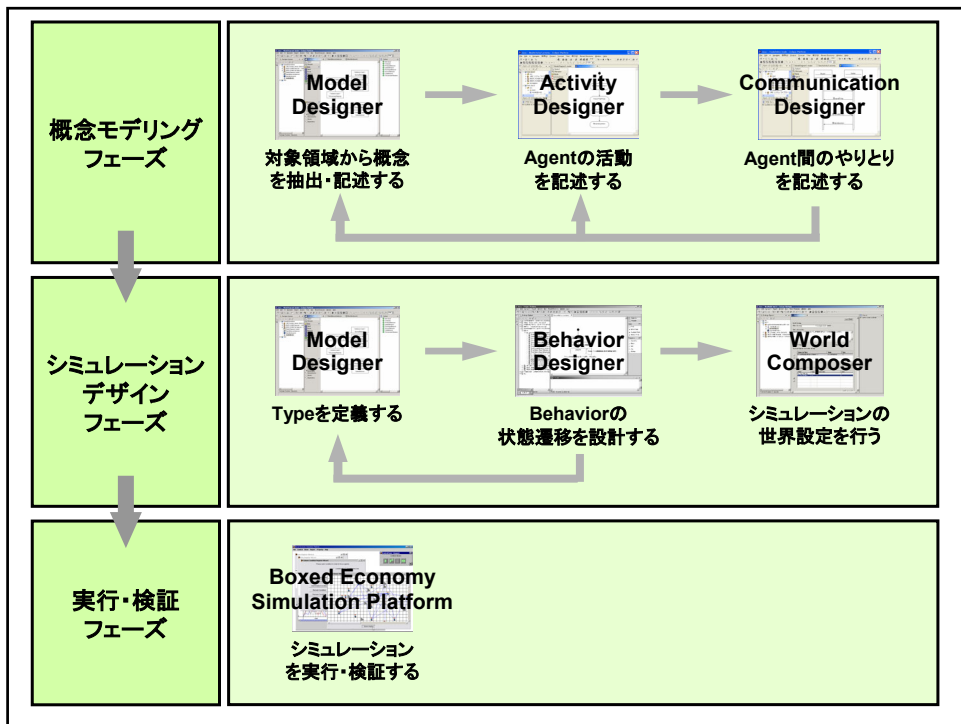 概念モデリング
フェーズ
Model
Designer
対象領域から概念
を抽出・記述する
Activity
Designer
Agentの活動
を記述する
Communication
Designer
Agent間のやりとり
を記述する
シミュレーション
デザイン
フェーズ
Model
Designer
Typeを定義する
Behavior
Designer
Behaviorの
状態遷移を設計する
World
Composer
シミュレーションの
世界設定を行う
実行・検証
フェーズ
Boxed Economy
Simulation Platform
シミュレーション
を実行・検証する